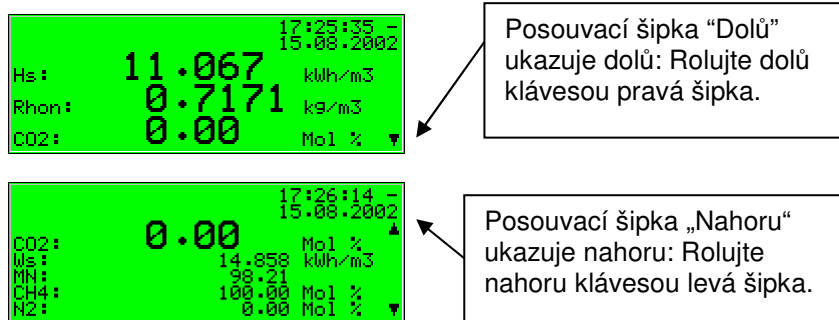 17:25:35 -
15.08.2002
Hs: 11.067 kWh/m3
Rhon: 0.7171 kg/m3
CO2: 0.00 Mol % ▼
Posouvací šipka “Dolů”
ukazuje dolů: Rolujte dolů
klávesou pravá šipka.
17:26:14 -
15.08.2002
▲
CO2: 0.00 Mol %
Ws: 14.858 kWh/m3
MN: 98.21
CH4: 100.00 Mol %
N2: 0.00 Mol % ▼
Posouvací šipka „Nahoru“
ukazuje nahoru: Rolujte
nahoru klávesou levá šipka.